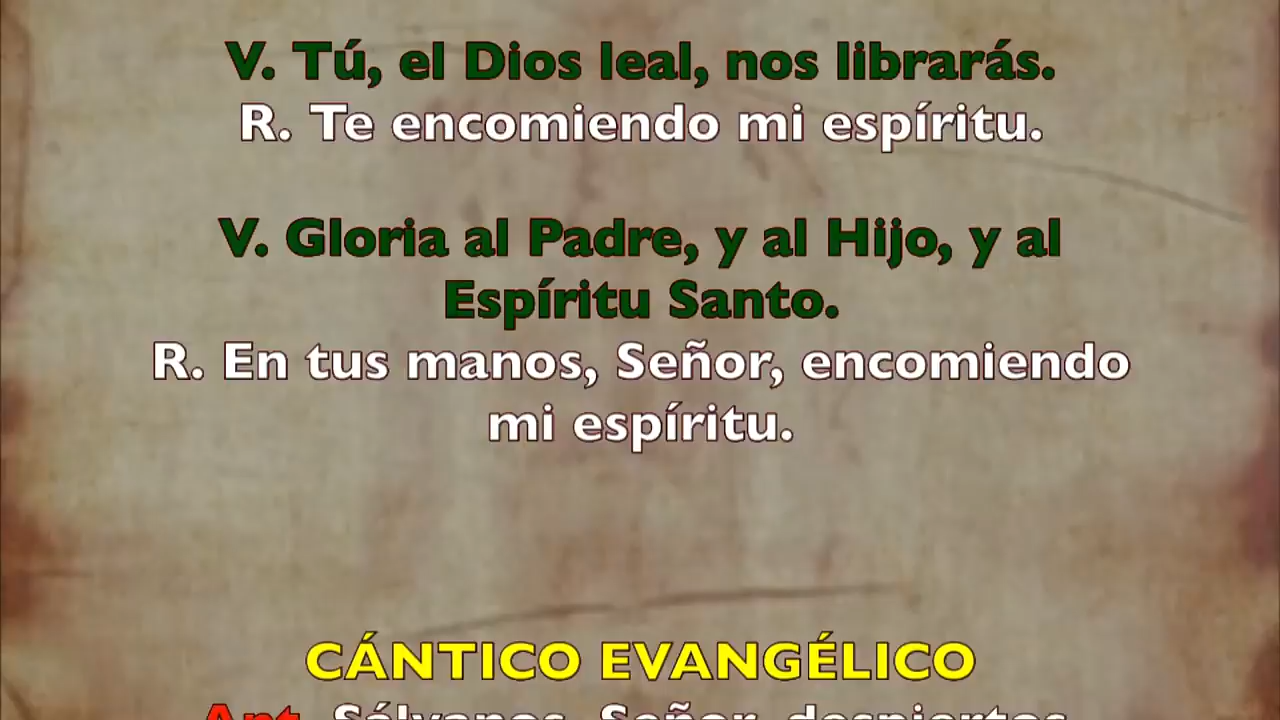 V. Tú, el Dios leal, nos librarás.
R. Te encomiendo mi espíritu.
V. Gloria al Padre, y al Hijo, y al
Espíritu Santo.
R. En tus manos, Señor, encomiendo
mi espíritu.
CÁNTICO EVANGÉLICO
Ant. Sálvanos, Señor, despiertos,